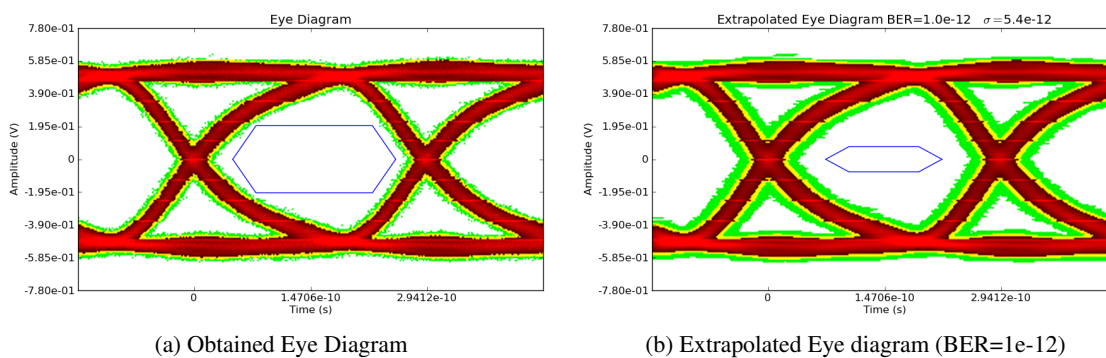 Eye Diagram
7.80e-01
5.85e-01
3.90e-01
1.95e-01
0
-1.95e-01
-3.90e-01
-5.85e-01
-7.80e-01
Amplitude (V)
0
1.4706e-10
2.9412e-10
Time (s)
(a) Obtained Eye Diagram
Extrapolated Eye Diagram BER=1.0e-12 σ=5.4e-12
7.80e-01
5.85e-01
3.90e-01
1.95e-01
0
-1.95e-01
-3.90e-01
-5.85e-01
-7.80e-01
Amplitude (V)
0
1.4706e-10
2.9412e-10
Time (s)
(b) Extrapolated Eye diagram (BER=1e-12)